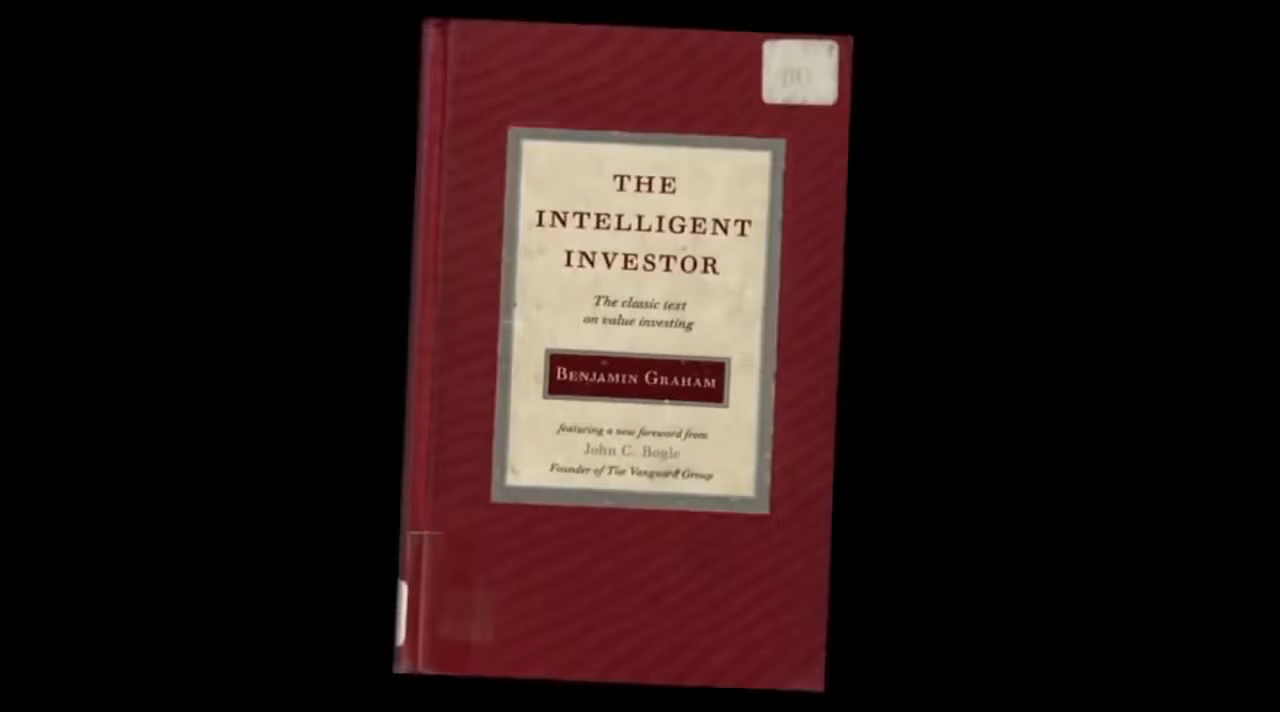 THE
INTELLIGENT
INVESTOR
The classic text
on value investing
BENJAMIN GRAHAM
featuring a new foreword from
John C. Bogle
Founder of The Vanguard Group